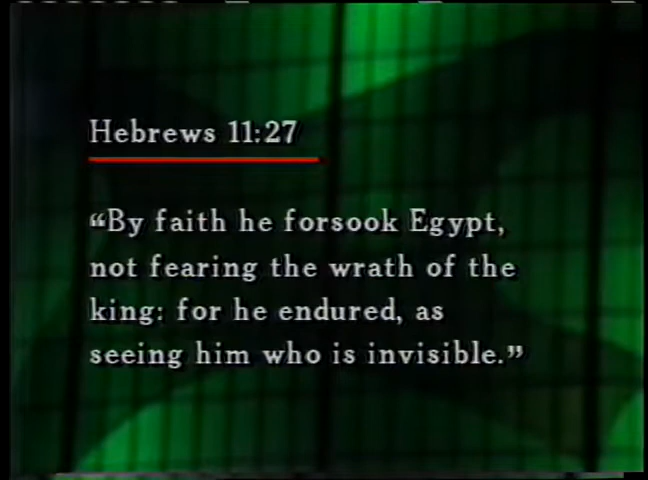 Hebrews 11:27
“By faith he forsook Egypt,
not fearing the wrath of the
king: for he endured, as
seeing him who is invisible.”